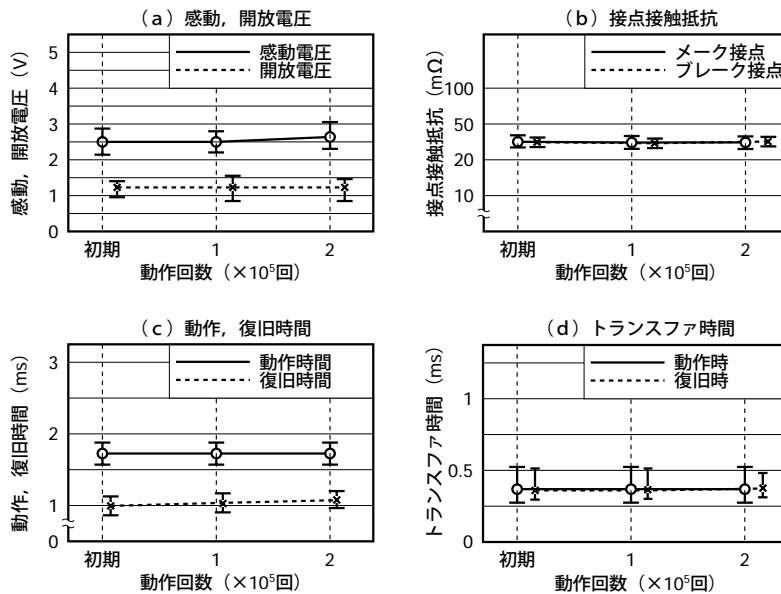 (a)感動，開放電圧
感動，開放電圧(V)
5
4
3
2
1
0
感動電圧
開放電圧
初期
1
2
動作回数(×10⁵回)
(b)接点接触抵抗
接点接触抵抗(mΩ)
100
50
20
10
メーク接点
ブレーク接点
初期
1
2
動作回数(×10⁵回)
(c)動作，復旧時間
動作，復旧時間(ms)
3
2
1
0
動作時間
復旧時間
初期
1
2
動作回数(×10⁵回)
(d)トランスファ時間
トランスファ時間(ms)
1
0.5
0
動作時
復旧時
初期
1
2
動作回数(×10⁵回)